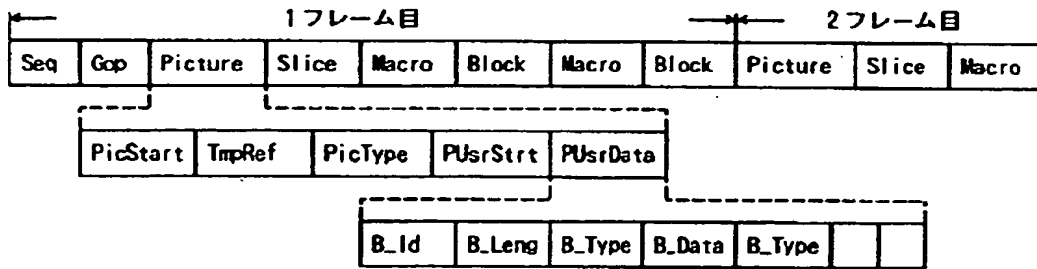 1フレーム目 2フレーム目
Seq Gop Picture Slice Macro Block Macro Block Picture Slice Macro
PicStart TmpRef PicType PUsrStrt PUsrData
B_Id B_Leng B_Type B_Data B_Type